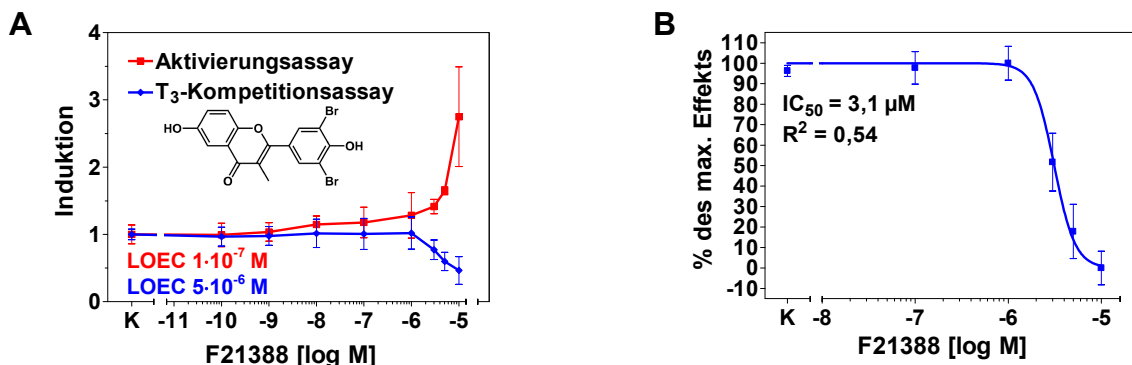 A
4
3
2
1
0
Induktion
Aktivierungsassay
T₃-Kompetitionsassay
HO
O
O
Br
OH
Br
LOEC 1·10⁻⁷ M
LOEC 5·10⁻⁶ M
K -11 -10 -9 -8 -7 -6 -5
F21388 [log M]
B
110
100
90
80
70
60
50
40
30
20
10
0
-10
% des max. Effekts
IC₅₀ = 3,1 µM
R² = 0,54
K -8 -7 -6 -5
F21388 [log M]